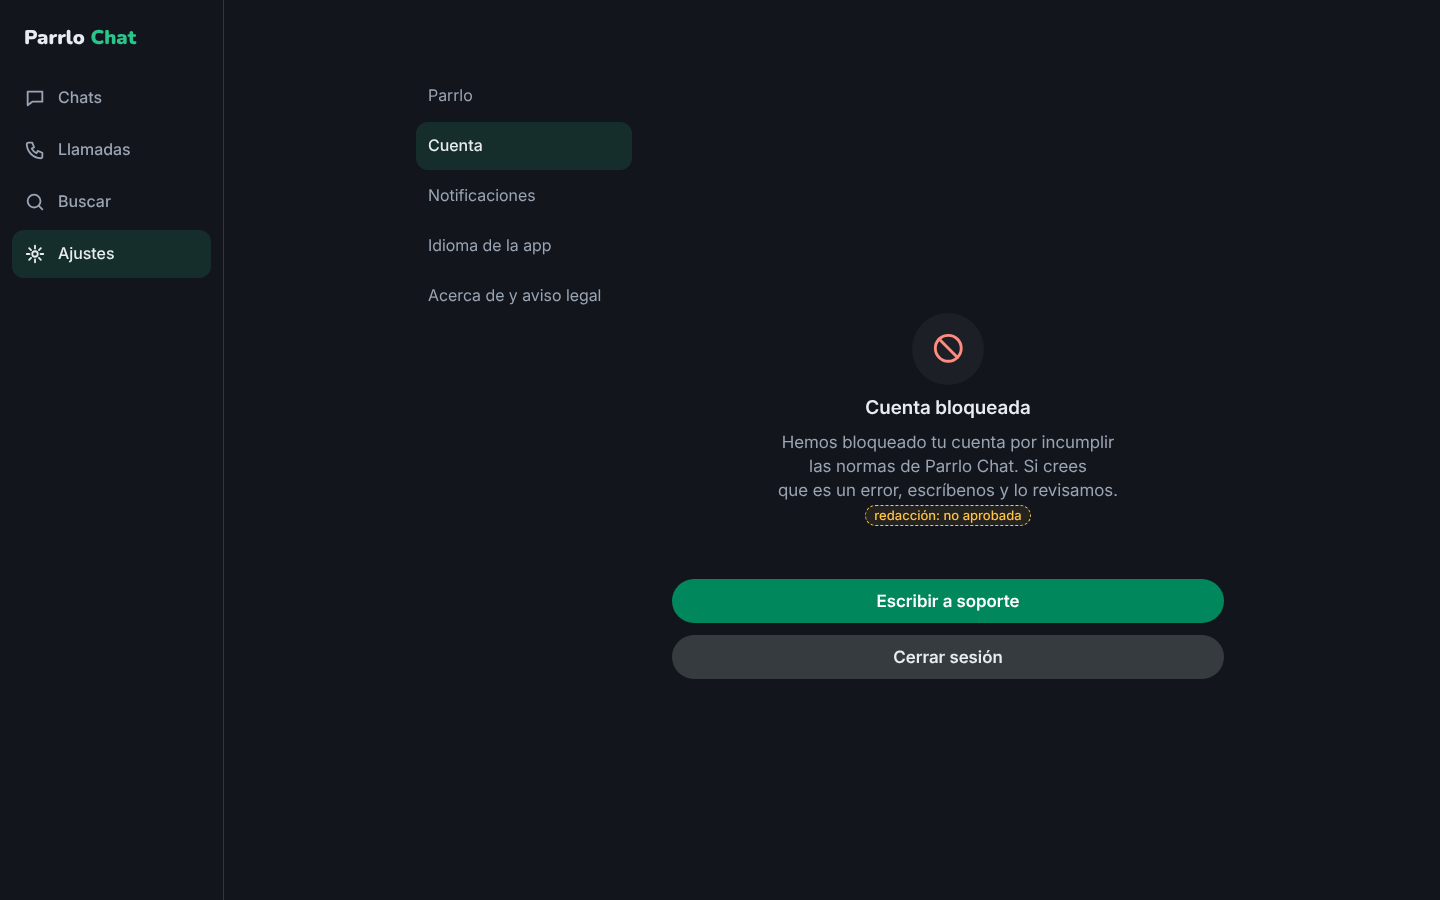 Parrlo Chat
Chats
Llamadas
Buscar
Ajustes
Parrlo
Cuenta
Notificaciones
Idioma de la app
Acerca de y aviso legal
Cuenta bloqueada
Hemos bloqueado tu cuenta por incumplir
las normas de Parrlo Chat. Si crees
que es un error, escríbenos y lo revisamos.
redacción: no aprobada
Escribir a soporte
Cerrar sesión